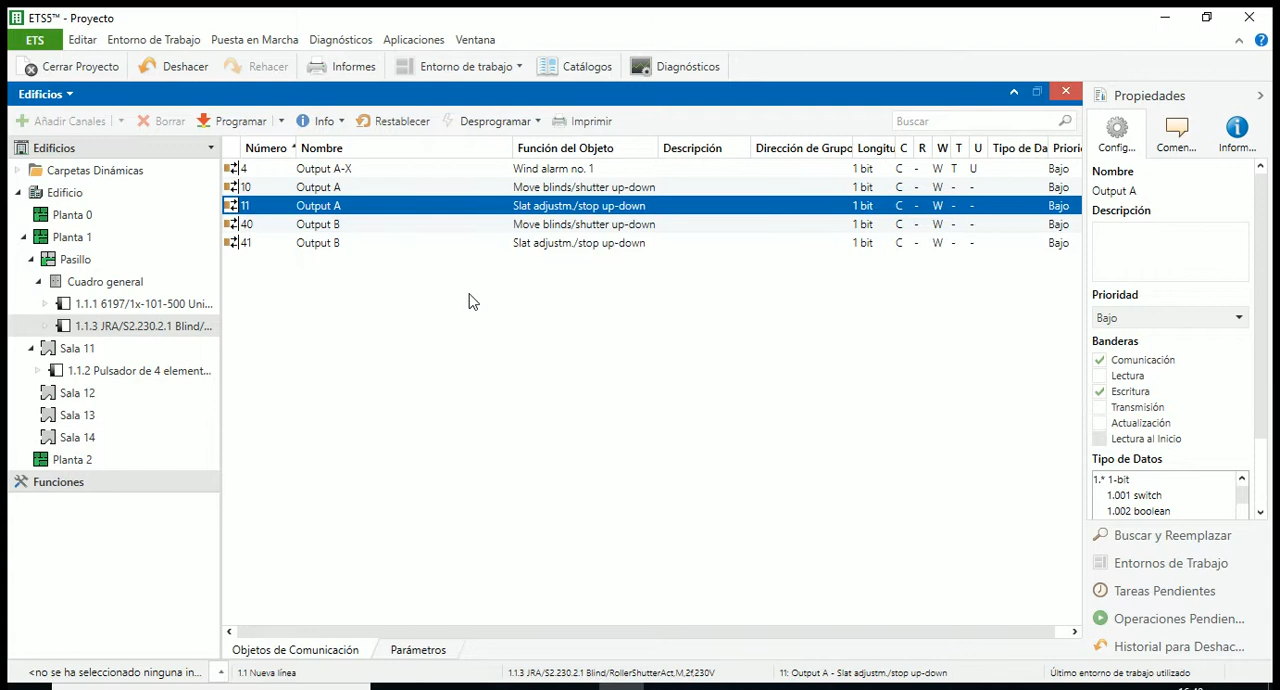 ETS5™ - Proyecto
ETS Editar Entorno de Trabajo Puesta en Marcha Diagnósticos Aplicaciones Ventana
Cerrar Proyecto Deshacer Rehacer Informes Entorno de trabajo Catálogos Diagnósticos
Edificios
Añadir Canales Borrar Programar Info Restablecer Desprogramar Imprimir Buscar
Edificios
Carpetas Dinámicas
Edificio
Planta 0
Planta 1
Pasillo
Cuadro general
1.1.1 6197/1x-101-500 Uni...
1.1.3 JRA/S2.230.2.1 Blind/...
Sala 11
1.1.2 Pulsador de 4 element...
Sala 12
Sala 13
Sala 14
Planta 2
Funciones
Número Nombre Función del Objeto Descripción Dirección de Grupo Longitu C R W T U Tipo de Da Priori
4 Output A-X Wind alarm no. 1 1 bit C - W T U Bajo
10 Output A Move blinds/shutter up-down 1 bit C - W - - Bajo
11 Output A Slat adjustm./stop up-down 1 bit C - W - - Bajo
40 Output B Move blinds/shutter up-down 1 bit C - W - - Bajo
41 Output B Slat adjustm./stop up-down 1 bit C - W - - Bajo
Objetos de Comunicación Parámetros
Propiedades
Config... Comen... Inform...
Nombre
Output A
Descripción
Prioridad
Bajo
Banderas
Comunicación
Lectura
Escritura
Transmisión
Actualización
Lectura al Inicio
Tipo de Datos
1.* 1-bit
1.001 switch
1.002 boolean
Buscar y Reemplazar
Entornos de Trabajo
Tareas Pendientes
Operaciones Pendien...
Historial para Deshac...
<no se ha seleccionado ninguna in... 1.1 Nueva línea 1.1.3 JRA/S2.230.2.1 Blind/RollerShutterAct,M,2f,230V 11: Output A - Slat adjustm./stop up-down Último entorno de trabajo utilizado